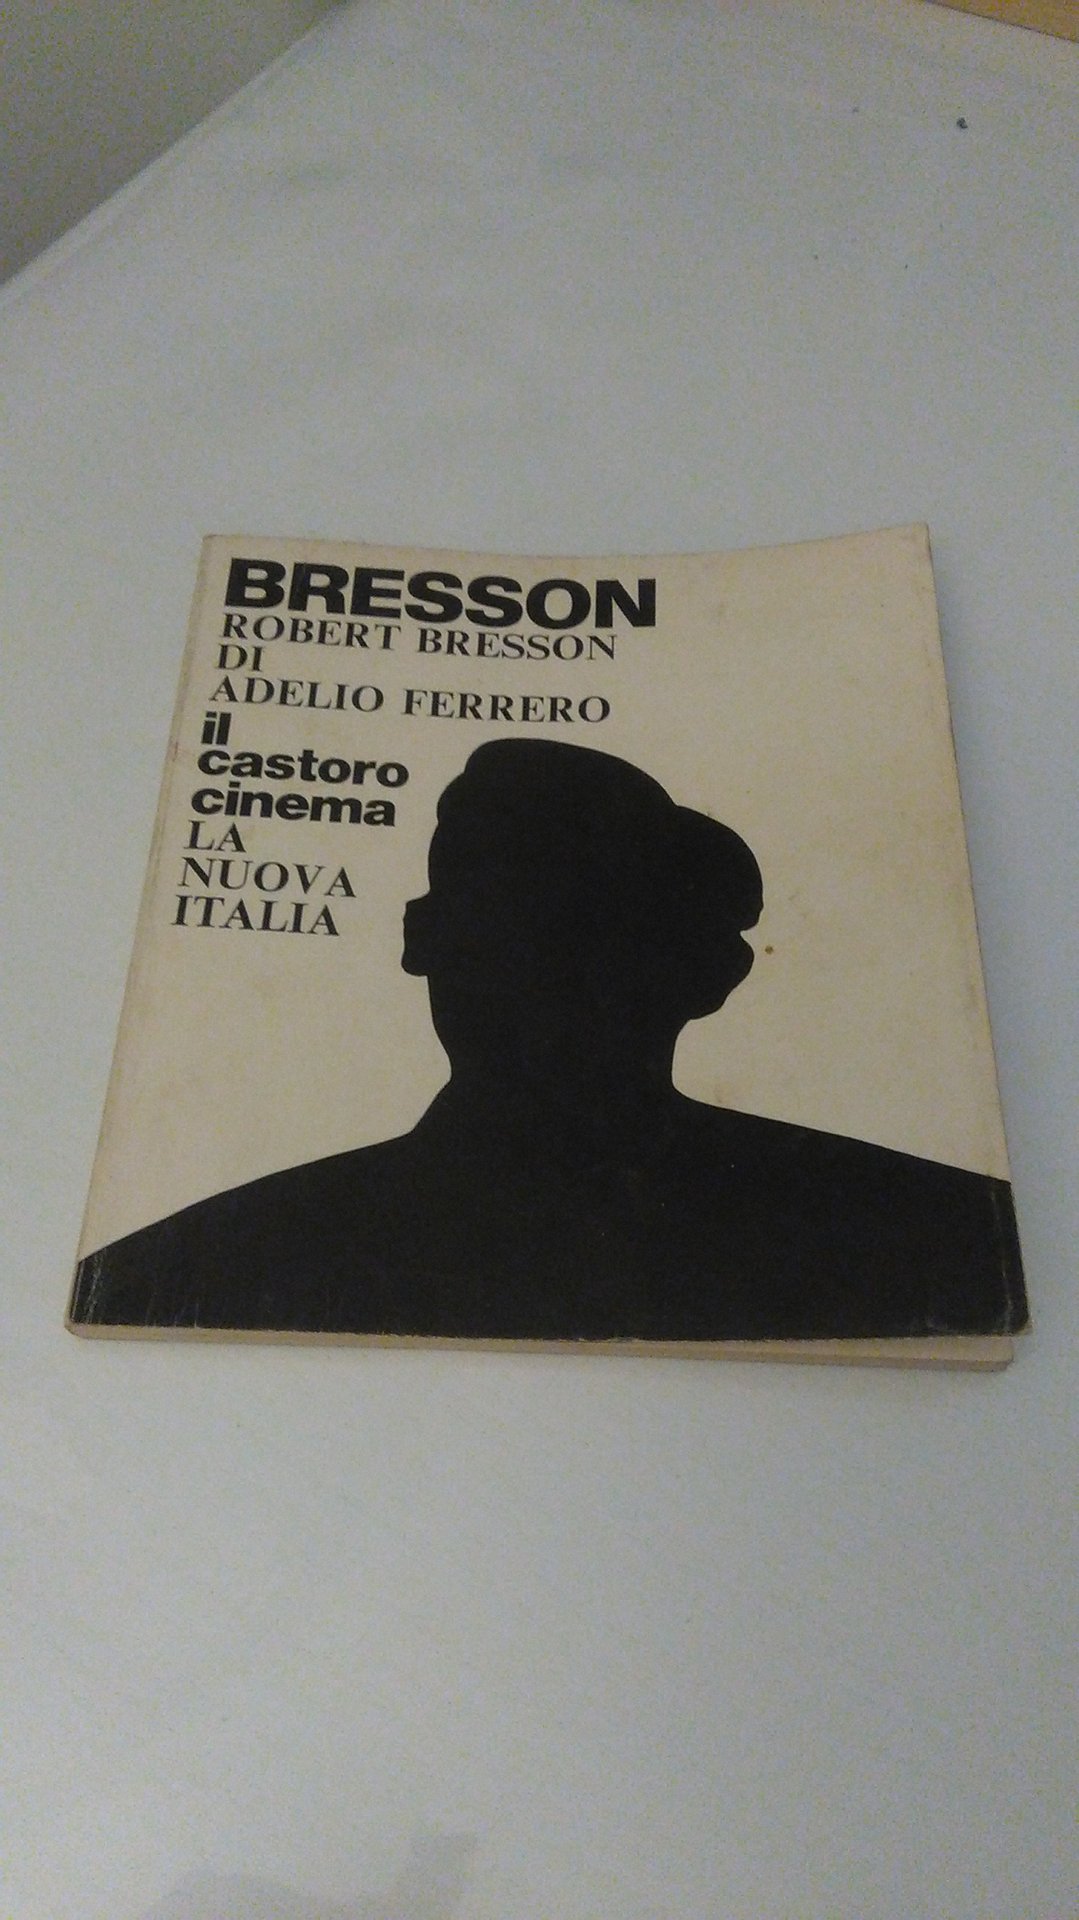 BRESSON
ROBERT BRESSON
DI
ADELIO FERRERO
il
castoro
cinema
LA
NUOVA
ITALIA